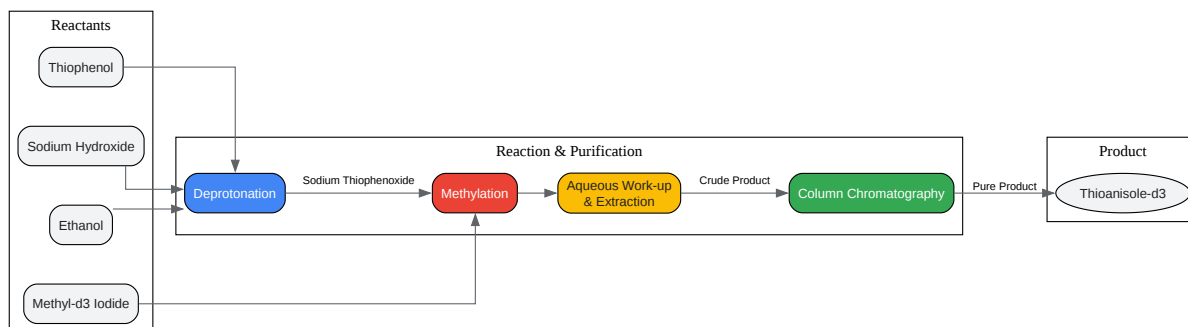 Reactants
Thiophenol
Sodium Hydroxide
Ethanol
Methyl-d3 Iodide
Reaction & Purification
Deprotonation
Sodium Thiophenoxide
Methylation
Aqueous Work-up
& Extraction
Crude Product
Column Chromatography
Pure Product
Product
Thioanisole-d3